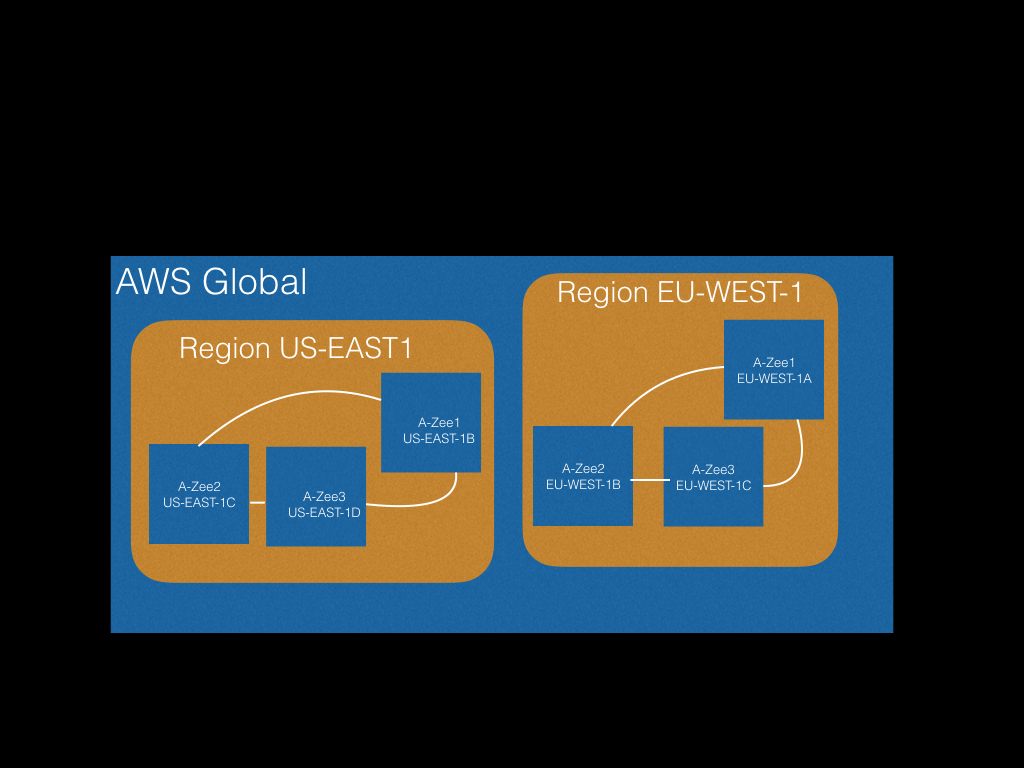 AWS Global
Region US-EAST1
A-Zee1
US-EAST-1B
A-Zee2
US-EAST-1C
A-Zee3
US-EAST-1D
Region EU-WEST-1
A-Zee1
EU-WEST-1A
A-Zee2
EU-WEST-1B
A-Zee3
EU-WEST-1C